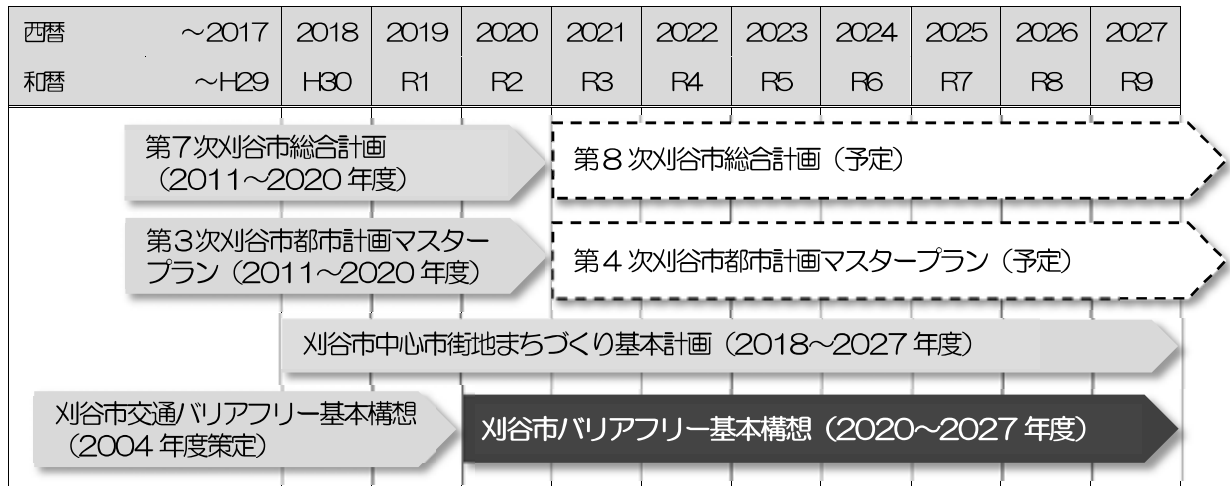 西暦 ～2017 2018 2019 2020 2021 2022 2023 2024 2025 2026 2027
和暦 ～H29 H30 R1 R2 R3 R4 R5 R6 R7 R8 R9
第７次刈谷市総合計画
（2011～2020 年度）
第８次刈谷市総合計画（予定）
第３次刈谷市都市計画マスター
プラン（2011～2020 年度）
第４次刈谷市都市計画マスタープラン（予定）
刈谷市中心市街地まちづくり基本計画（2018～2027 年度）
刈谷市交通バリアフリー基本構想
（2004 年度策定）
刈谷市バリアフリー基本構想（2020～2027 年度）